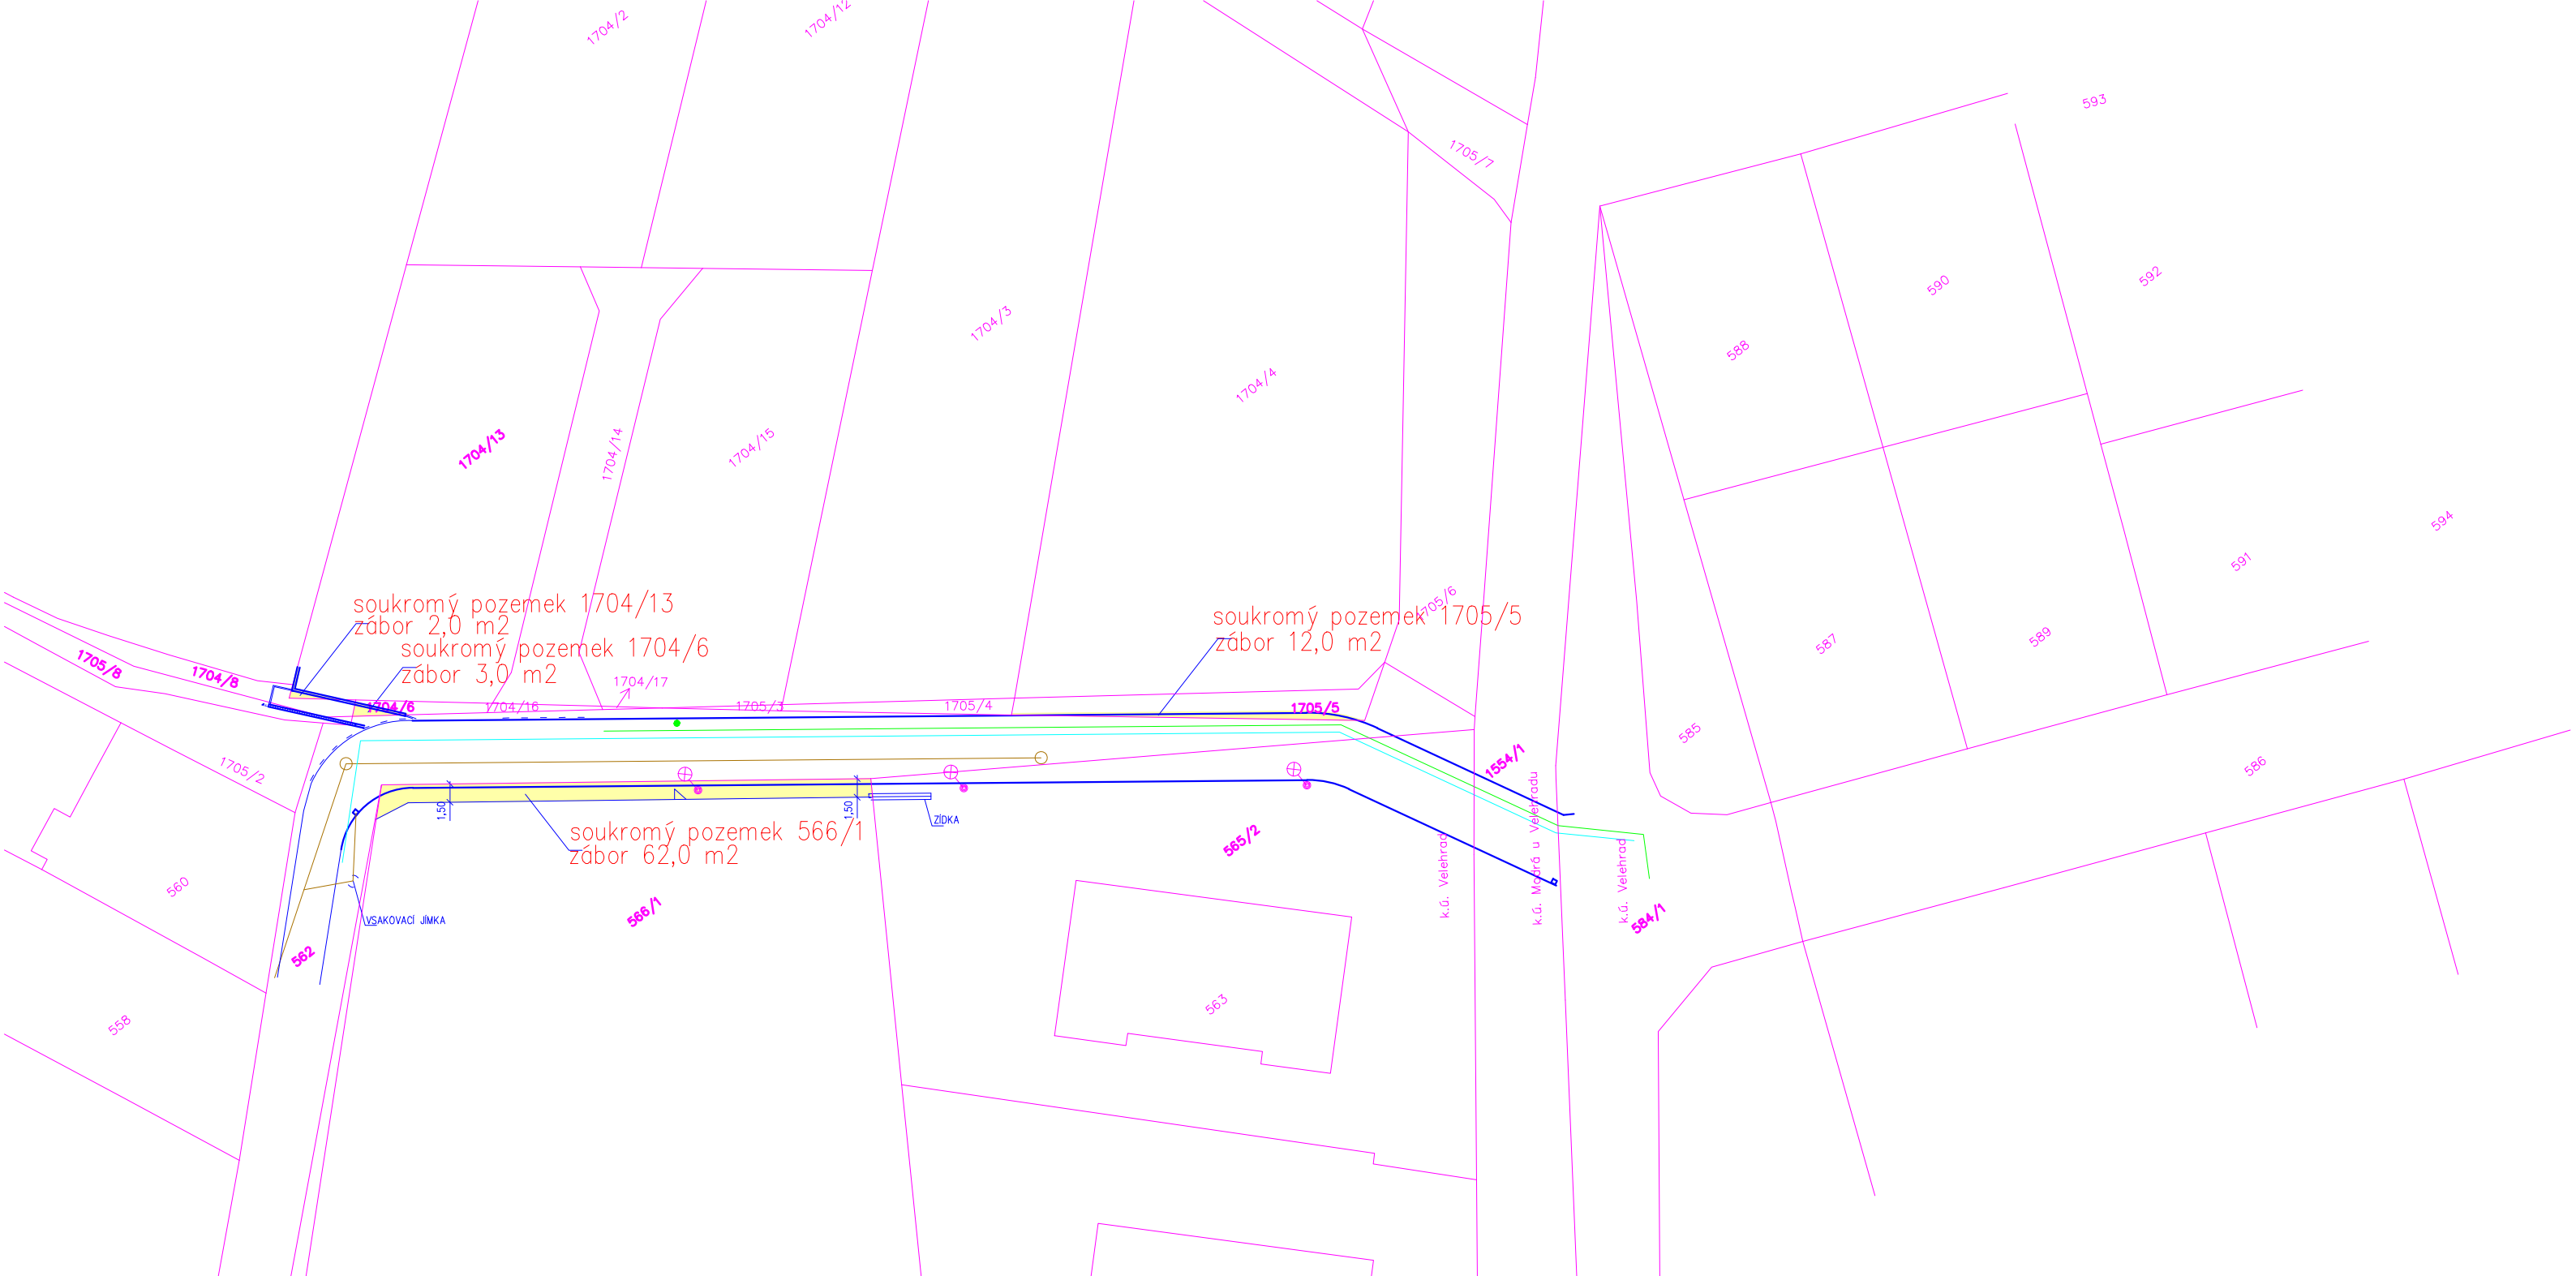 1704/2
1704/12
593
1705/7
592
590
1704/3
588
1704/4
1704/13
1704/14
1704/15
594
591
soukromý pozemek 1704/13
zábor 2,0 m2
1705/6
soukromý pozemek 1705/5
zábor 12,0 m2
587
589
soukromý pozemek 1704/6
zábor 3,0 m2
1705/8
1704/8
1704/17
1704/6
1704/16
1705/3
1705/4
1705/5
585
1554/1
586
1705/2
1,50
1,50
ZÍDKA
soukromý pozemek 566/1
zábor 62,0 m2
565/2
k.ú. Velehrad
k.ú. Modrá u Velehradu
k.ú. Velehrad
560
566/1
584/1
VSAKOVACÍ JÍMKA
562
563
558